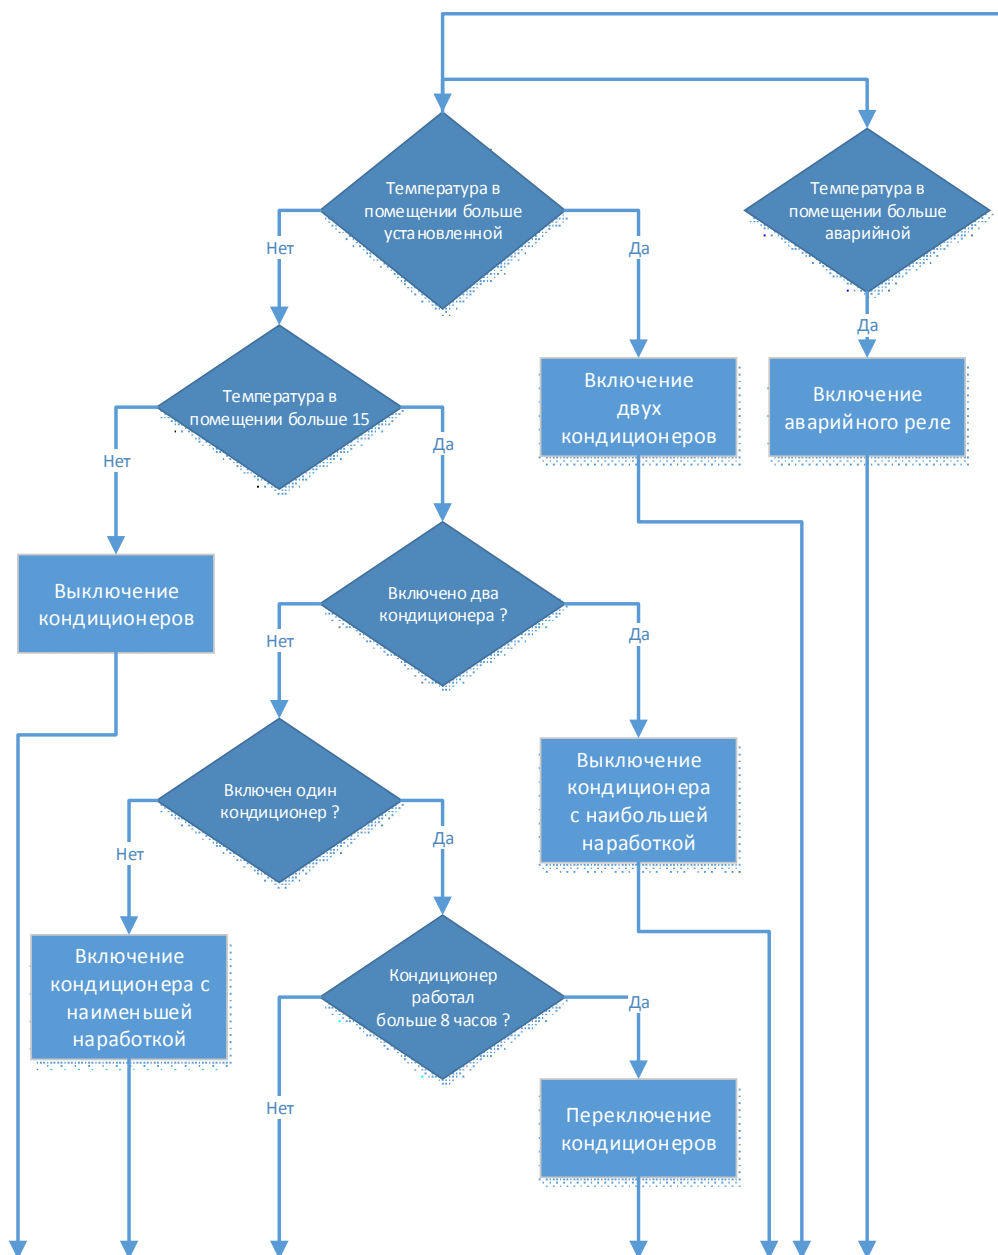 Температура в
помещении больше
установленной
Температура в
помещении больше
аварийной
Нет
Да
Да
Температура в
помещении больше 15
Включение
двух
кондиционеров
Включение
аварийного реле
Нет
Да
Выключение
кондиционеров
Включено два
кондиционера ?
Нет
Да
Включен один
кондиционер ?
Выключение
кондиционера
с наибольшей
наработкой
Нет
Да
Включение
кондиционера с
наименьшей
наработкой
Кондиционер
работал
больше 8 часов ?
Да
Нет
Переключение
кондиционеров